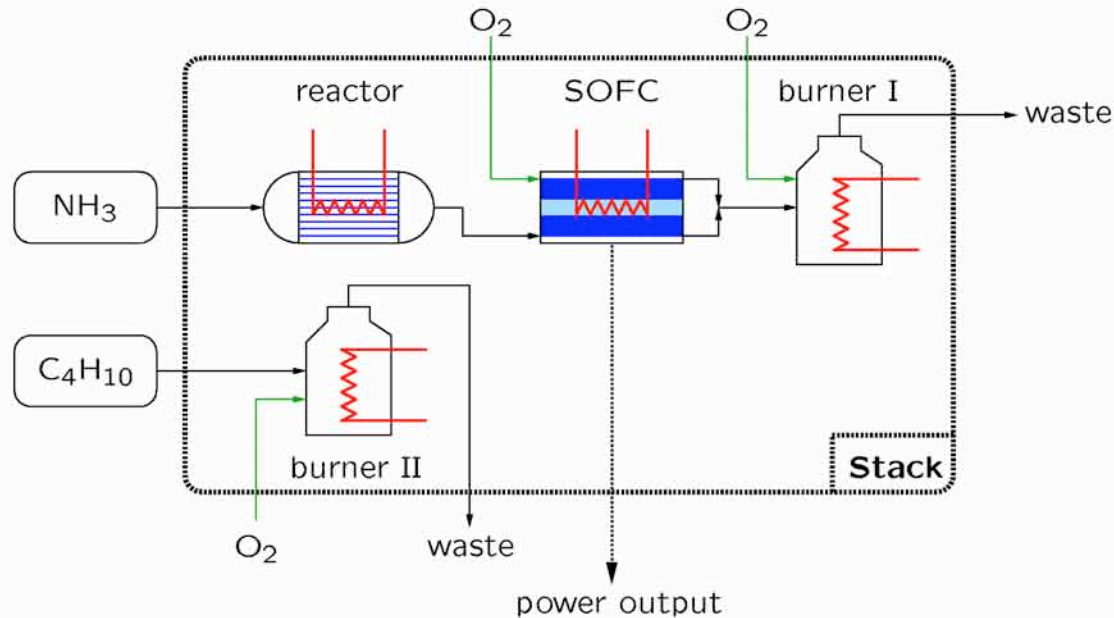 O₂ O₂
reactor SOFC burner I
waste
NH₃
C₄H₁₀
burner II Stack
O₂ waste
power output